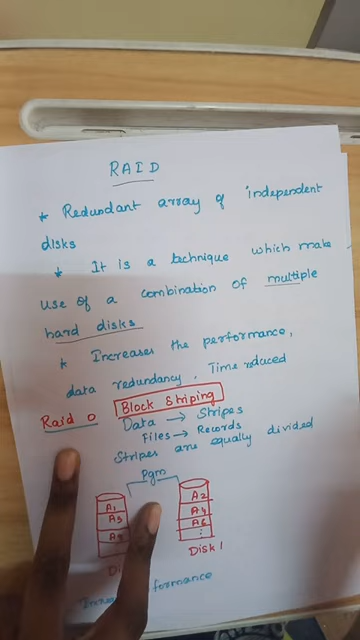 RAID
* Redundant array of independent
disks
* It is a technique which make
use of a combination of multiple
hard disks
* Increases the performance,
data redundancy. Time reduced
Raid 0 Block Striping
Data → Stripes
Files → Records
Stripes are equally divided
Pgm
A1 A2
A3 A4
A6
⋮
Disk 1
formance